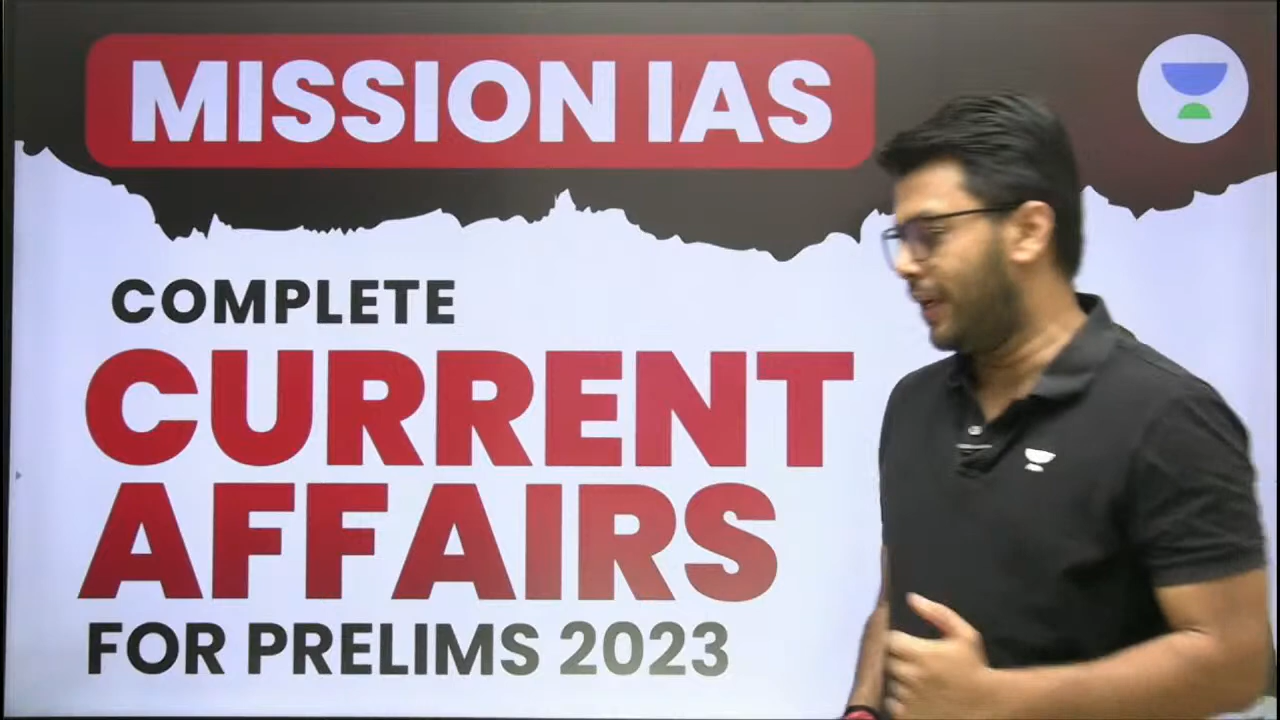 MISSION IAS
COMPLETE
CURRENT
AFFAIRS
FOR PRELIMS 2023